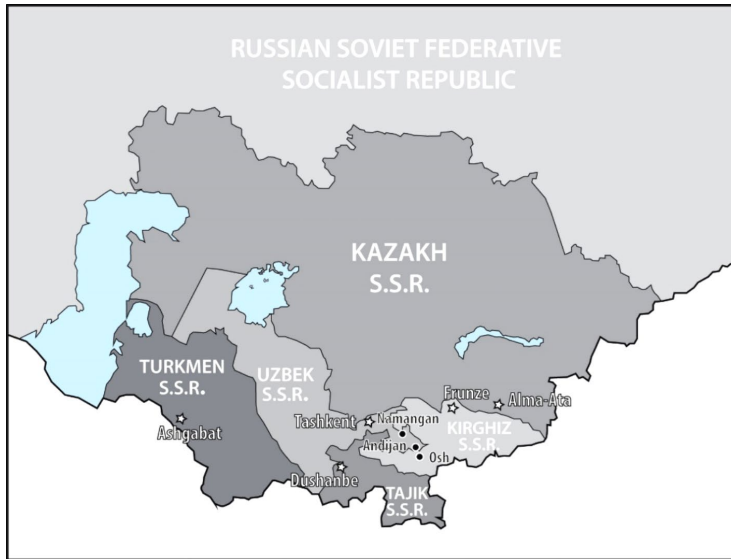 RUSSIAN SOVIET FEDERATIVE
SOCIALIST REPUBLIC
KAZAKH
S.S.R.
TURKMEN
S.S.R.
UZBEK
S.S.R.
Frunze
Alma-Ata
Tashkent
Namangan
KIRGHIZ
S.S.R.
Ashgabat
Andijan
Osh
Dushanbe
TAJIK
S.S.R.